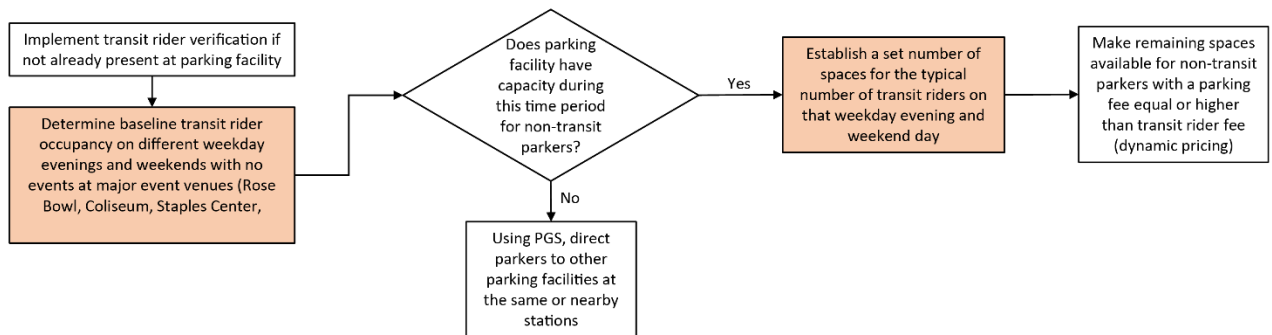 Implement transit rider verification if
not already present at parking facility
Determine baseline transit rider
occupancy on different weekday
evenings and weekends with no
events at major event venues (Rose
Bowl, Coliseum, Staples Center,
Does parking
facility have
capacity during
this time period
for non-transit
parkers?
Yes
No
Using PGS, direct
parkers to other
parking facilities at
the same or nearby
stations
Establish a set number of
spaces for the typical
number of transit riders on
that weekday evening and
weekend day
Make remaining spaces
available for non-transit
parkers with a parking
fee equal or higher
than transit rider fee
(dynamic pricing)